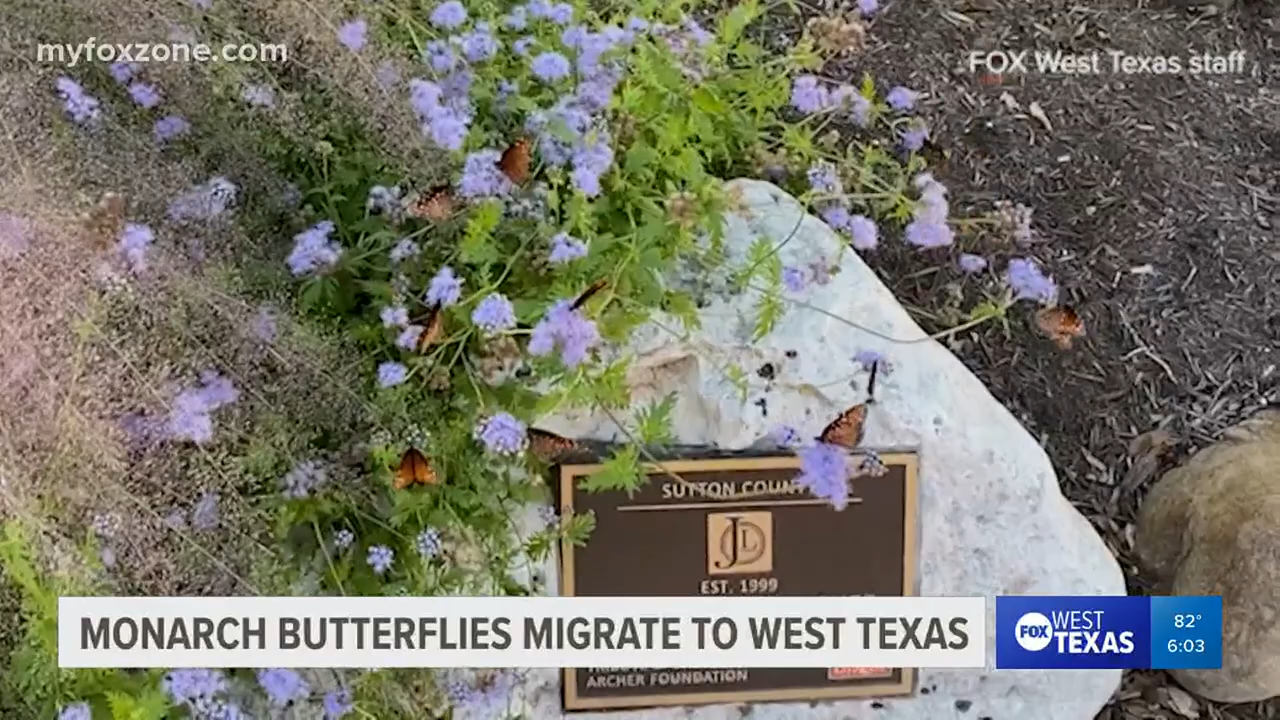 myfoxzone.com
FOX West Texas staff
SUTTON COUNTY
JLD
EST. 1999
MONARCH BUTTERFLIES MIGRATE TO WEST TEXAS
FOX WEST TEXAS
82°
6:03
ARCHER FOUNDATION